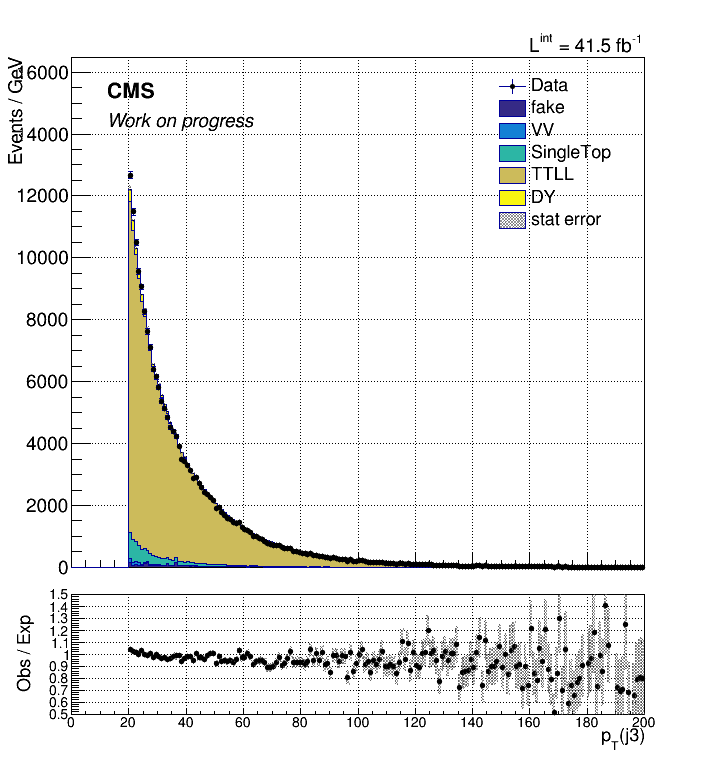 L^int = 41.5 fb^-1
Events / GeV
16000
14000
12000
10000
8000
6000
4000
2000
0
CMS
Work on progress
Data
fake
VV
SingleTop
TTLL
DY
stat error
Obs / Exp
1.5
1.4
1.3
1.2
1.1
1
0.9
0.8
0.7
0.6
0.5
0 20 40 60 80 100 120 140 160 180 200
p_T(j3)